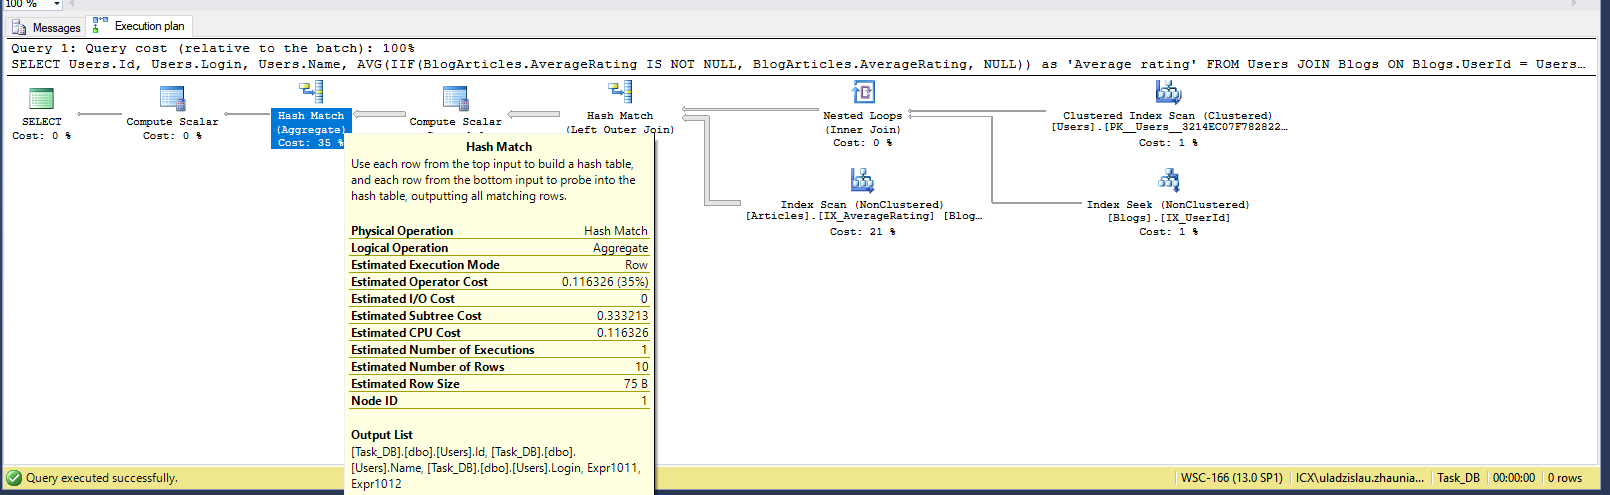 100 %
Messages
Execution plan
Query 1: Query cost (relative to the batch): 100%
SELECT Users.Id, Users.Login, Users.Name, AVG(IIF(BlogArticles.AverageRating IS NOT NULL, BlogArticles.AverageRating, NULL)) as 'Average rating' FROM Users JOIN Blogs ON Blogs.UserId = Users…
SELECT
Cost: 0 %
Compute Scalar
Cost: 0 %
Hash Match
(Aggregate)
Cost: 35 %
Compute Scalar
Hash Match
(Left Outer Join)
Nested Loops
(Inner Join)
Cost: 0 %
Clustered Index Scan (Clustered)
[Users].[PK__Users__3214EC07F782822…
Cost: 1 %
Index Scan (NonClustered)
[Articles].[IX_AverageRating] [Blog…
Cost: 21 %
Index Seek (NonClustered)
[Blogs].[IX_UserId]
Cost: 1 %
Hash Match
Use each row from the top input to build a hash table,
and each row from the bottom input to probe into the
hash table, outputting all matching rows.
Physical Operation Hash Match
Logical Operation Aggregate
Estimated Execution Mode Row
Estimated Operator Cost 0.116326 (35%)
Estimated I/O Cost 0
Estimated Subtree Cost 0.333213
Estimated CPU Cost 0.116326
Estimated Number of Executions 1
Estimated Number of Rows 10
Estimated Row Size 75 B
Node ID 1
Output List
[Task_DB].[dbo].[Users].Id, [Task_DB].[dbo].
[Users].Name, [Task_DB].[dbo].[Users].Login, Expr1011,
Expr1012
Query executed successfully.
WSC-166 (13.0 SP1)
ICX\uladzislau.zhaunia...
Task_DB
00:00:00
0 rows